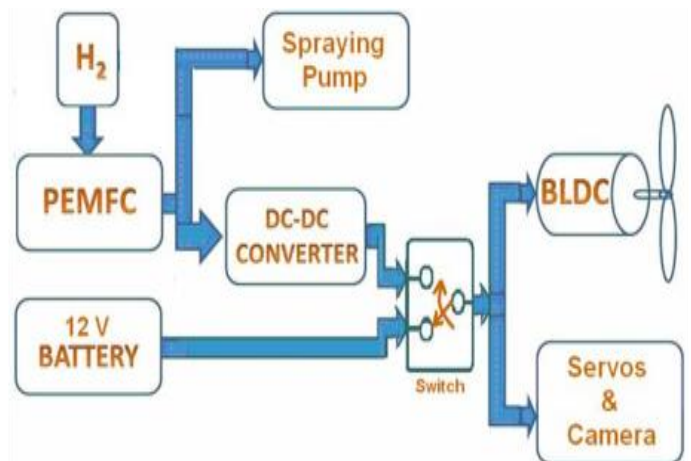 H₂
Spraying
Pump
PEMFC
DC-DC
CONVERTER
BLDC
12 V
BATTERY
Switch
Servos
&
Camera